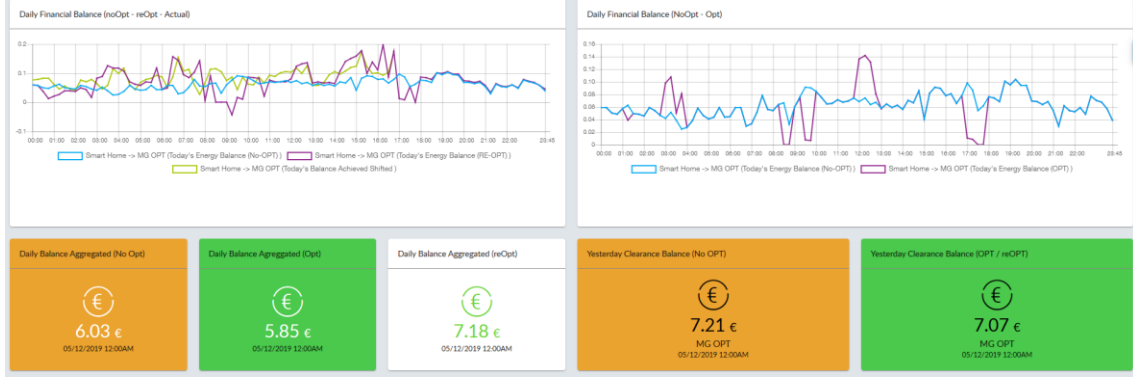 Daily Financial Balance (noOpt - reOpt - Actual)
0.2
0.1
0
-0.1
00:00 01:00 02:00 03:00 04:00 05:00 06:00 07:00 08:00 09:00 10:00 11:00 12:00 13:00 14:00 15:00 16:00 17:00 18:00 19:00 20:00 21:00 22:00 23:45
Smart Home -> MG OPT (Today's Energy Balance (No-OPT) ) Smart Home -> MG OPT (Today's Energy Balance (RE-OPT) )
Smart Home -> MG OPT (Today's Balance Achieved Shifted )
Daily Financial Balance (NoOpt - Opt)
0.16
0.14
0.12
0.10
0.08
0.06
0.04
0.02
0
00:00 01:00 02:00 03:00 04:00 05:00 06:00 07:00 08:00 09:00 10:00 11:00 12:00 13:00 14:00 15:00 16:00 17:00 18:00 19:00 20:00 21:00 22:00 23:45
Smart Home -> MG OPT (Today's Energy Balance (No-OPT) ) Smart Home -> MG OPT (Today's Energy Balance (OPT) )
Daily Balance Aggregated (No Opt)
€
6.03 €
05/12/2019 12:00AM
Daily Balance Agreggated (Opt)
€
5.85 €
05/12/2019 12:00AM
Daily Balance Aggregated (reOpt)
€
7.18 €
05/12/2019 12:00AM
Yesterday Clearance Balance (No OPT)
€
7.21 €
MG OPT
05/12/2019 12:00AM
Yesterday Clearance Balance (OPT / reOPT)
€
7.07 €
MG OPT
05/12/2019 12:00AM